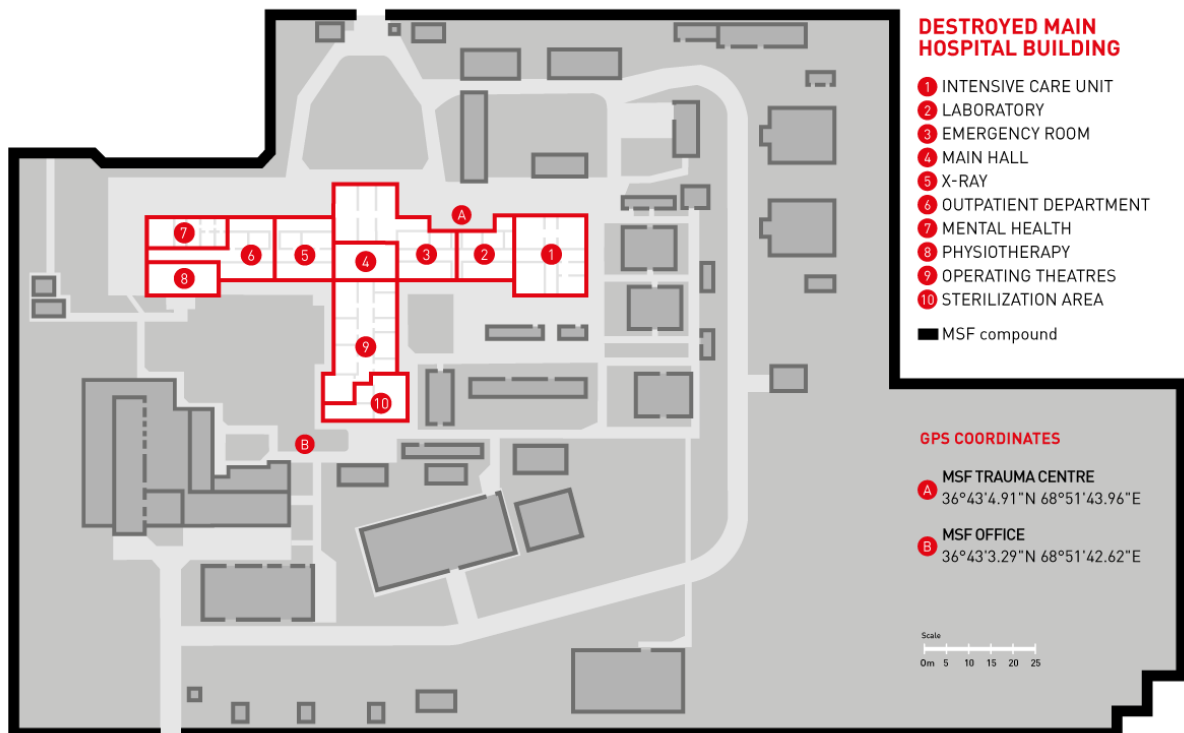 DESTROYED MAIN
HOSPITAL BUILDING
1 INTENSIVE CARE UNIT
2 LABORATORY
3 EMERGENCY ROOM
4 MAIN HALL
5 X-RAY
6 OUTPATIENT DEPARTMENT
7 MENTAL HEALTH
8 PHYSIOTHERAPY
9 OPERATING THEATRES
10 STERILIZATION AREA
MSF compound
A
7
6
5
4
3
2
1
8
9
10
B
GPS COORDINATES
A MSF TRAUMA CENTRE
36°43'4.91"N 68°51'43.96"E
B MSF OFFICE
36°43'3.29"N 68°51'42.62"E
Scale
0m 5 10 15 20 25